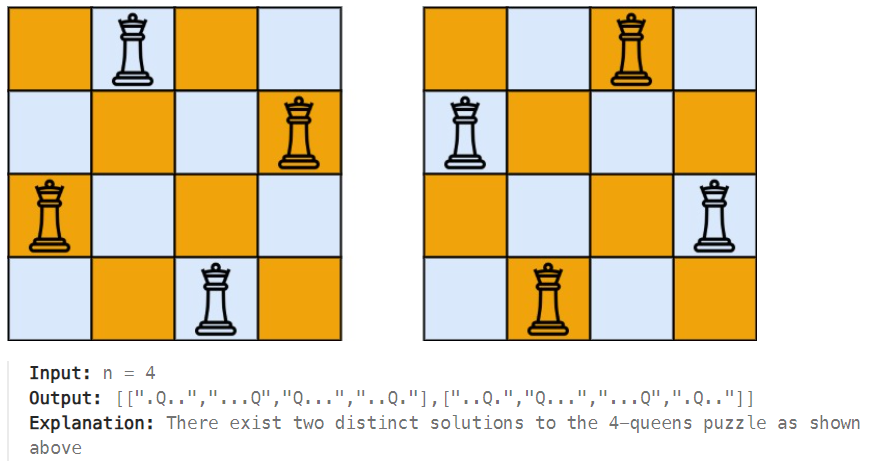 Input: n = 4
Output: [[".Q..","...Q","Q...","..Q."],["..Q.","Q...","...Q",".Q.."]]
Explanation: There exist two distinct solutions to the 4-queens puzzle as shown
above